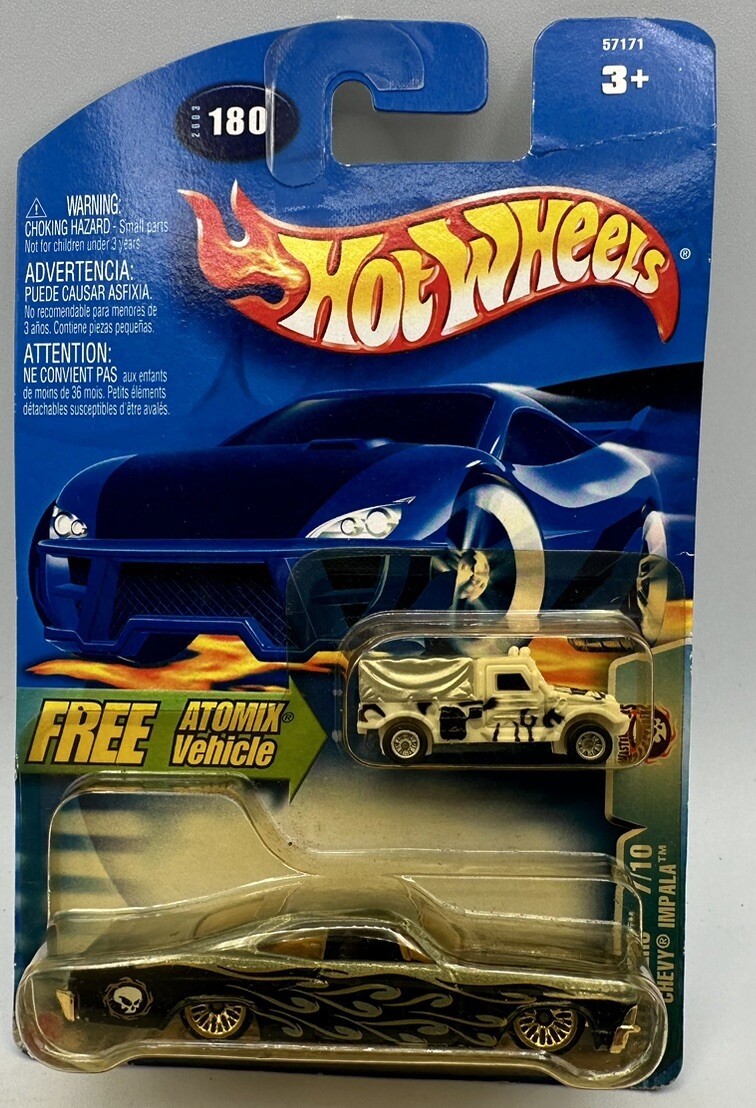 57171
3+
2003
180
WARNING:
CHOKING HAZARD - Small parts
Not for children under 3 years
ADVERTENCIA:
PUEDE CAUSAR ASFIXIA.
No recomendable para menores de
3 años. Contiene piezas pequeñas.
ATTENTION:
NE CONVIENT PAS aux enfants
de moins de 36 mois. Petits éléments
détachables susceptibles d'être avalés.
HOT WHEELS®
FREE ATOMIX®
Vehicle
7/10
CHEVY® IMPALA™